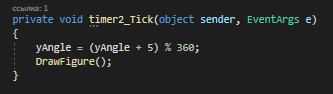 ссылка: 1
private void timer2_Tick(object sender, EventArgs e)
{
    yAngle = (yAngle + 5) % 360;
    DrawFigure();
}